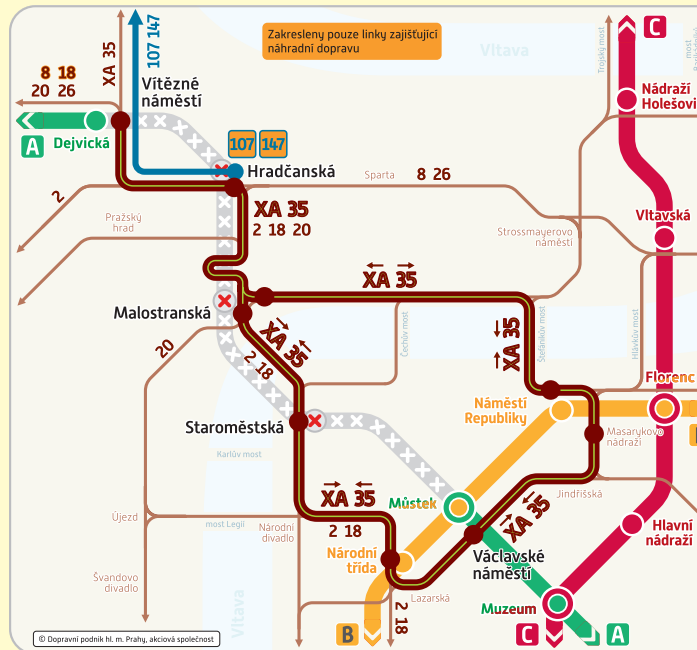 Zakresleny pouze linky zajišťující
náhradní dopravu
Vltava
C
Trojský most
most
XA 35
107 147
8 18
20 26
Vítězné
náměstí
Nádraží
Holešovi
A
Dejvická
107
147
Hradčanská
Sparta
8 26
2
XA 35
2 18 20
Pražský
hrad
Vltavská
Strossmayerovo
náměstí
XA 35
Malostranská
20
XA 35
2 18
Čechův most
XA 35
Štefánikův most
Hlávkův most
Florenc
Náměstí
Republiky
Staroměstská
Masarykovo
nádraží
Karlův most
XA 35
2 18
Můstek
XA 35
Jindřišská
Újezd
most Legií
Národní
divadlo
Hlavní
nádraží
Národní
třída
Václavské
náměstí
Švandovo
divadlo
Lazarská
2 18
Muzeum
Vltava
B
C
A
© Dopravní podnik hl. m. Prahy, akciová společnost